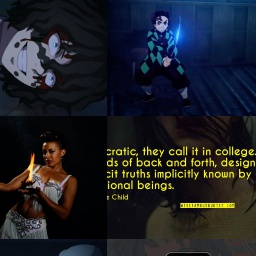 cratic, they call it in college.
ds of back and forth, design
cit truths implicitly known by
ional beings.
Child